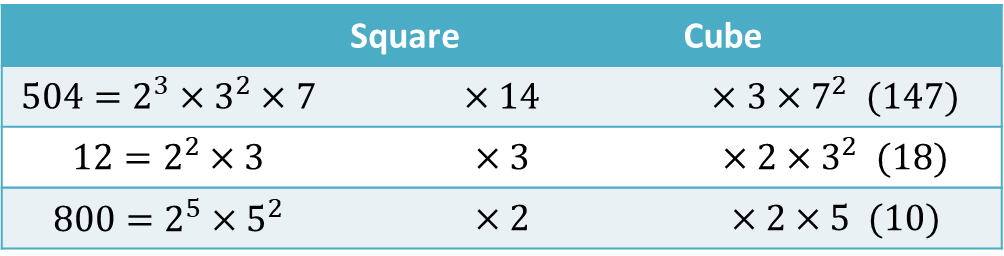 Square Cube
504 = 2³ × 3² × 7 × 14 × 3 × 7² (147)
12 = 2² × 3 × 3 × 2 × 3² (18)
800 = 2⁵ × 5² × 2 × 2 × 5 (10)